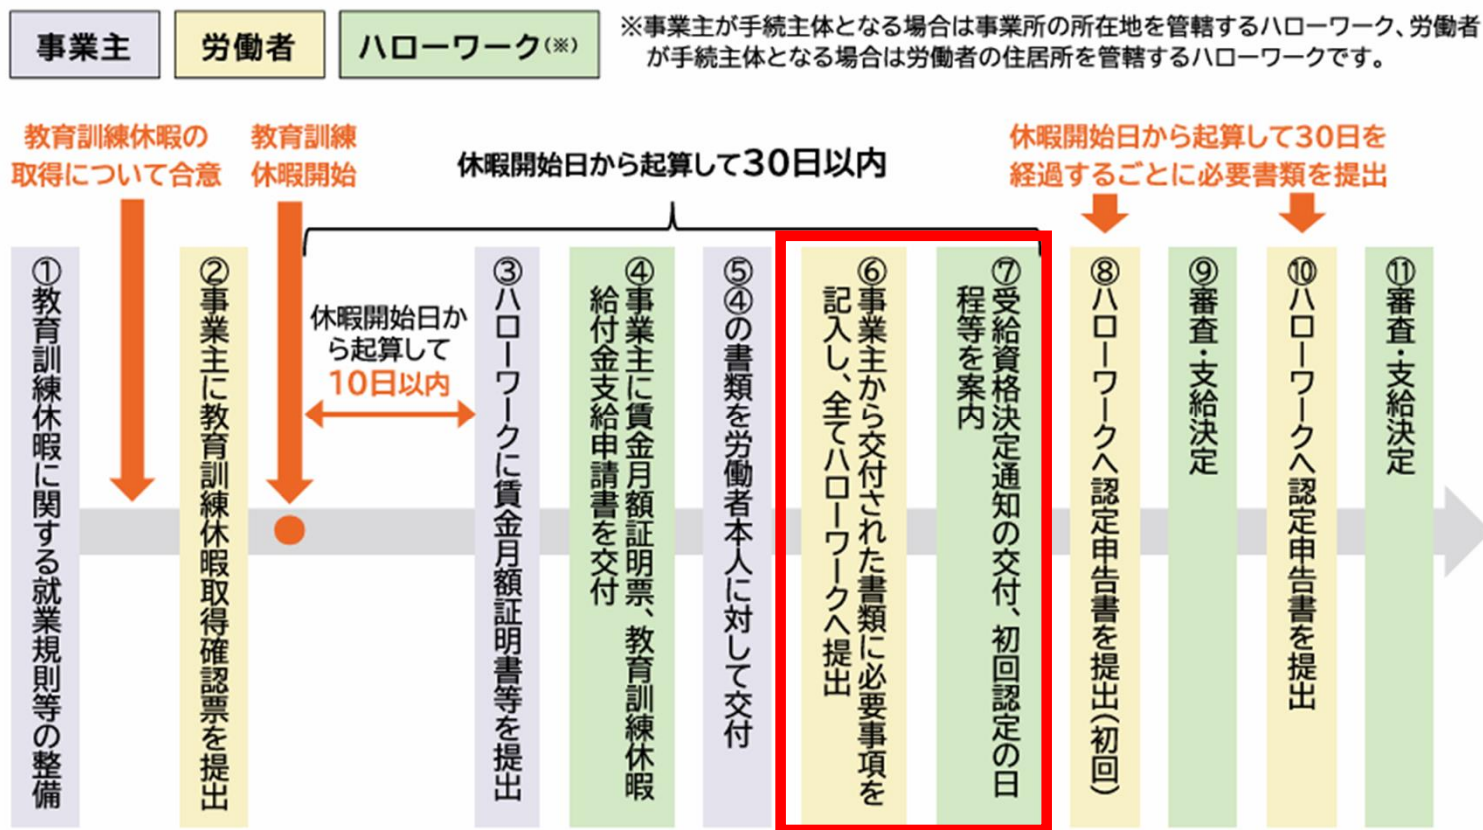 事業主
労働者
ハローワーク(※)
※事業主が手続主体となる場合は事業所の所在地を管轄するハローワーク、労働者
が手続主体となる場合は労働者の住居所を管轄するハローワークです。
教育訓練休暇の
取得について合意
教育訓練
休暇開始
休暇開始日から起算して30日以内
休暇開始日から起算して30日を
経過するごとに必要書類を提出
①教育訓練休暇に関する就業規則等の整備
②事業主に教育訓練休暇取得確認票を提出
休暇開始日か
ら起算して
10日以内
③ハローワークに賃金月額証明書等を提出
④事業主に賃金月額証明票、教育訓練休暇
給付金支給申請書を交付
⑤④の書類を労働者本人に対して交付
⑥事業主から交付された書類に必要事項を
記入し、全てハローワークへ提出
⑦受給資格決定通知の交付、初回認定の日
程等を案内
⑧ハローワークへ認定申告書を提出(初回)
⑨審査・支給決定
⑩ハローワークへ認定申告書を提出
⑪審査・支給決定